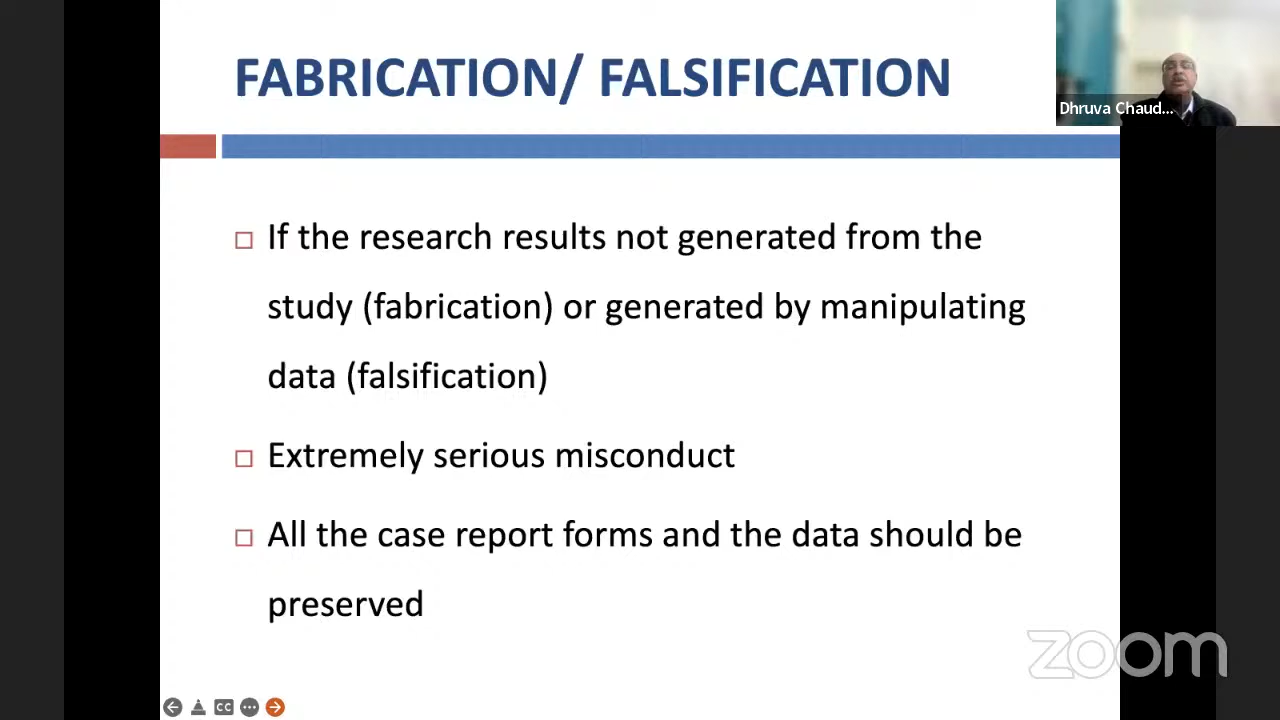 FABRICATION/ FALSIFICATION
Dhruva Chaud...
If the research results not generated from the
study (fabrication) or generated by manipulating
data (falsification)
Extremely serious misconduct
All the case report forms and the data should be
preserved
zoom
CC